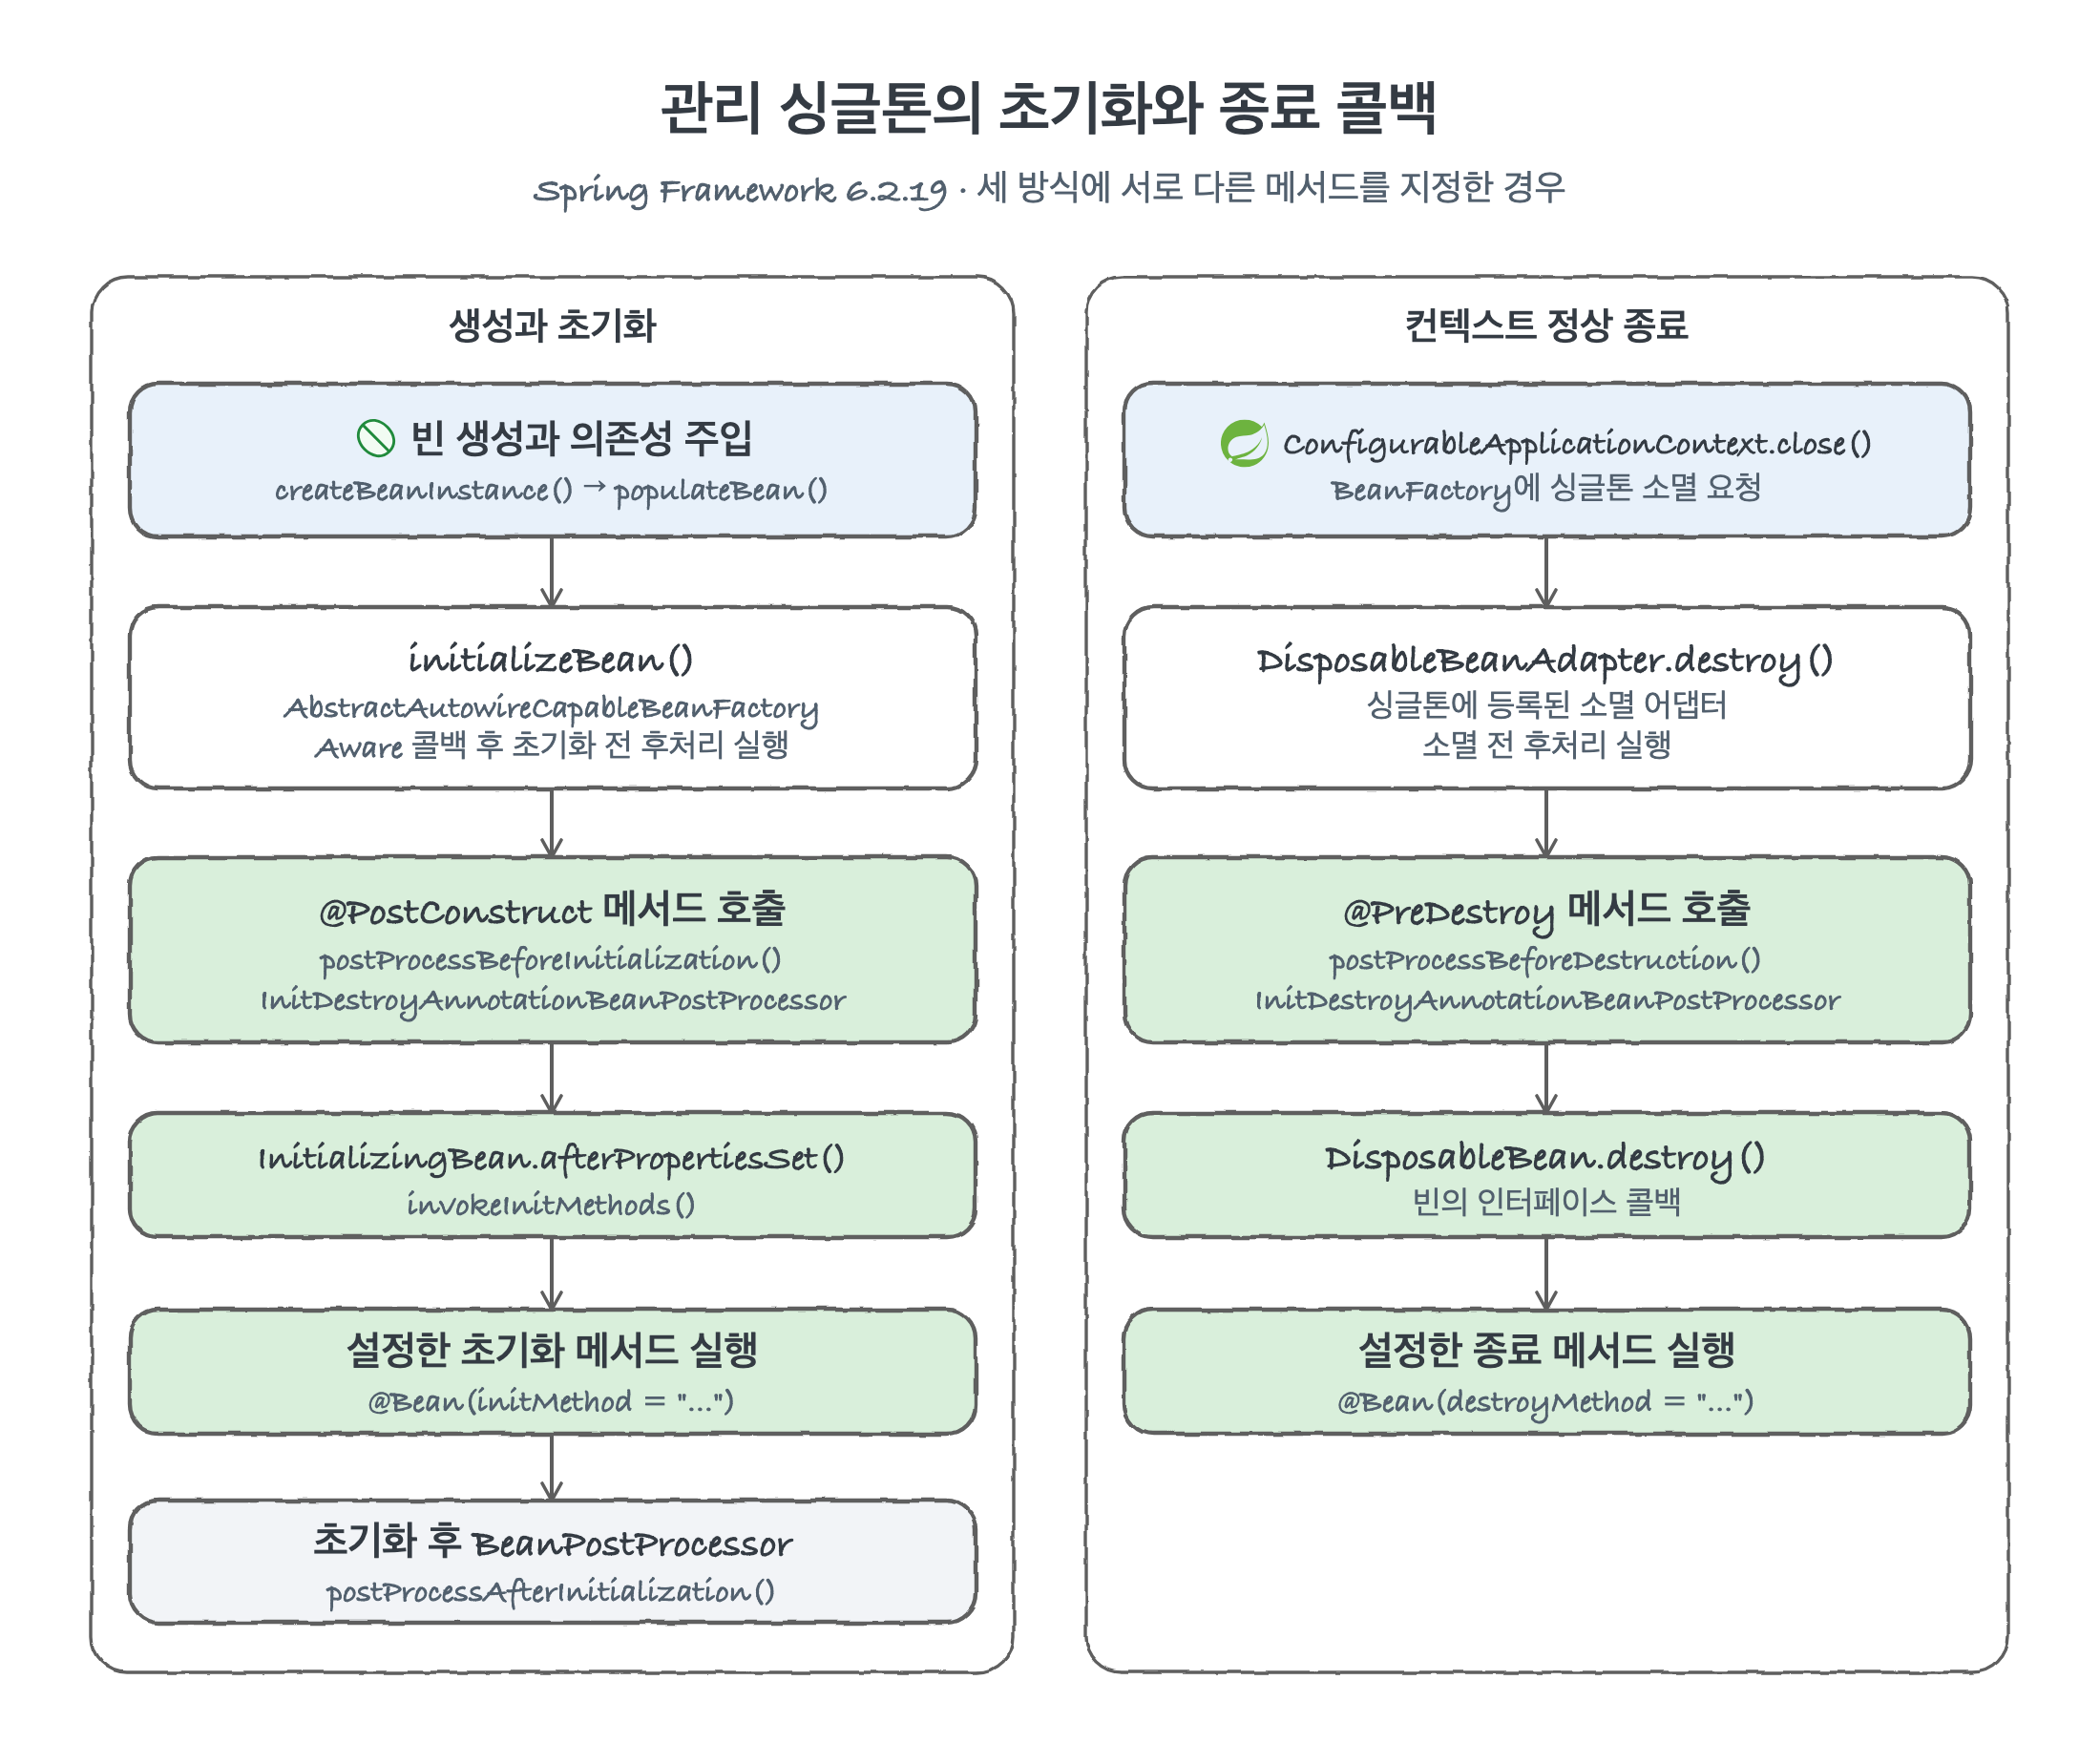 관리 싱글톤의 초기화와 종료 콜백
Spring Framework 6.2.19 · 세 방식에 서로 다른 메서드를 지정한 경우
생성과 초기화
빈 생성과 의존성 주입
createBeanInstance() → populateBean()
initializeBean()
AbstractAutowireCapableBeanFactory
Aware 콜백 후 초기화 전 후처리 실행
@PostConstruct 메서드 호출
postProcessBeforeInitialization()
InitDestroyAnnotationBeanPostProcessor
InitializingBean.afterPropertiesSet()
invokeInitMethods()
설정한 초기화 메서드 실행
@Bean(initMethod = "...")
초기화 후 BeanPostProcessor
postProcessAfterInitialization()
컨텍스트 정상 종료
ConfigurableApplicationContext.close()
BeanFactory에 싱글톤 소멸 요청
DisposableBeanAdapter.destroy()
싱글톤에 등록된 소멸 어댑터
소멸 전 후처리 실행
@PreDestroy 메서드 호출
postProcessBeforeDestruction()
InitDestroyAnnotationBeanPostProcessor
DisposableBean.destroy()
빈의 인터페이스 콜백
설정한 종료 메서드 실행
@Bean(destroyMethod = "...")